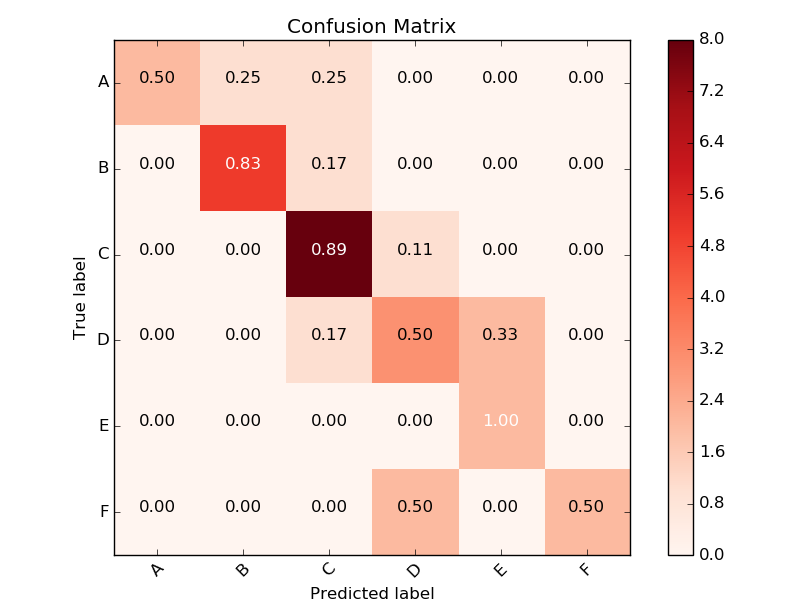 Confusion Matrix
A 0.50 0.25 0.25 0.00 0.00 0.00
B 0.00 0.83 0.17 0.00 0.00 0.00
C 0.00 0.00 0.89 0.11 0.00 0.00
D 0.00 0.00 0.17 0.50 0.33 0.00
E 0.00 0.00 0.00 0.00 1.00 0.00
F 0.00 0.00 0.00 0.50 0.00 0.50
A B C D E F
Predicted label
True label
8.0
7.2
6.4
5.6
4.8
4.0
3.2
2.4
1.6
0.8
0.0